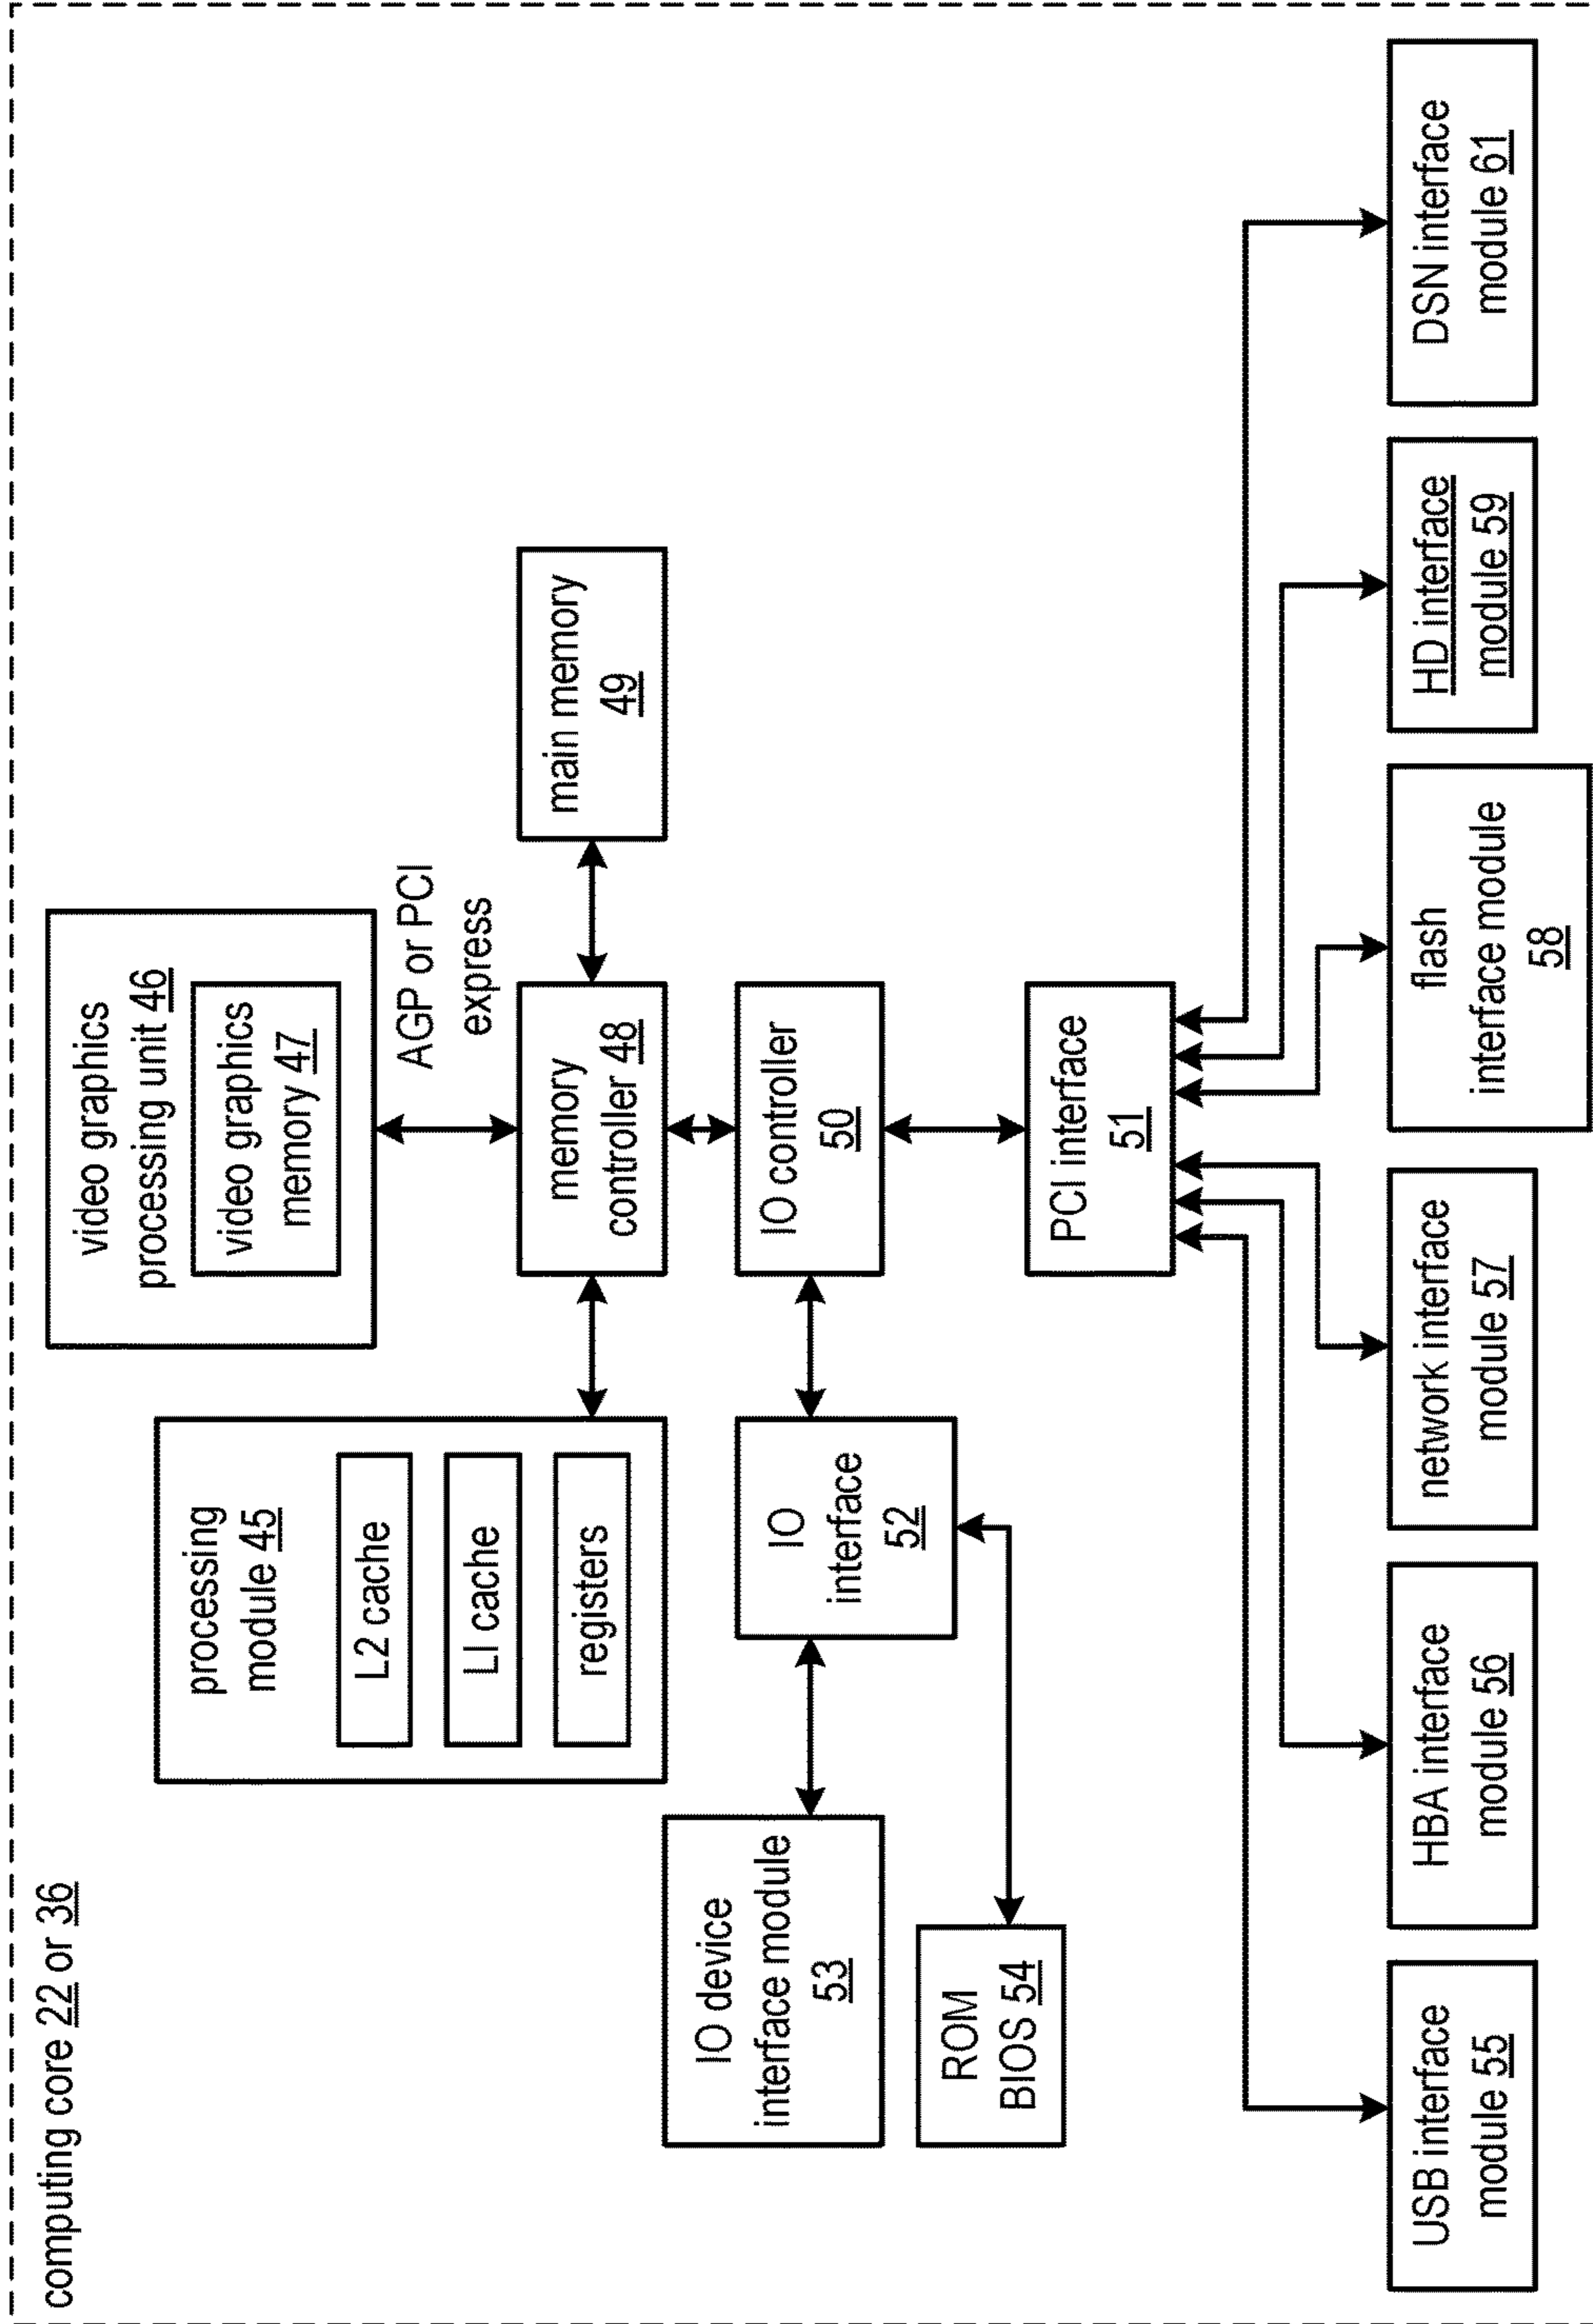 computing core 22 or 36
video graphics
processing unit 46
video graphics
memory 47
processing
module 45
L2 cache
LI cache
registers
AGP or PCI
express
memory
controller 48
main memory
49
IO device
interface module
53
IO
interface
52
IO controller
50
ROM
BIOS 54
PCI interface
51
USB interface
module 55
HBA interface
module 56
network interface
module 57
flash
interface module
58
HD interface
module 59
DSN interface
module 61